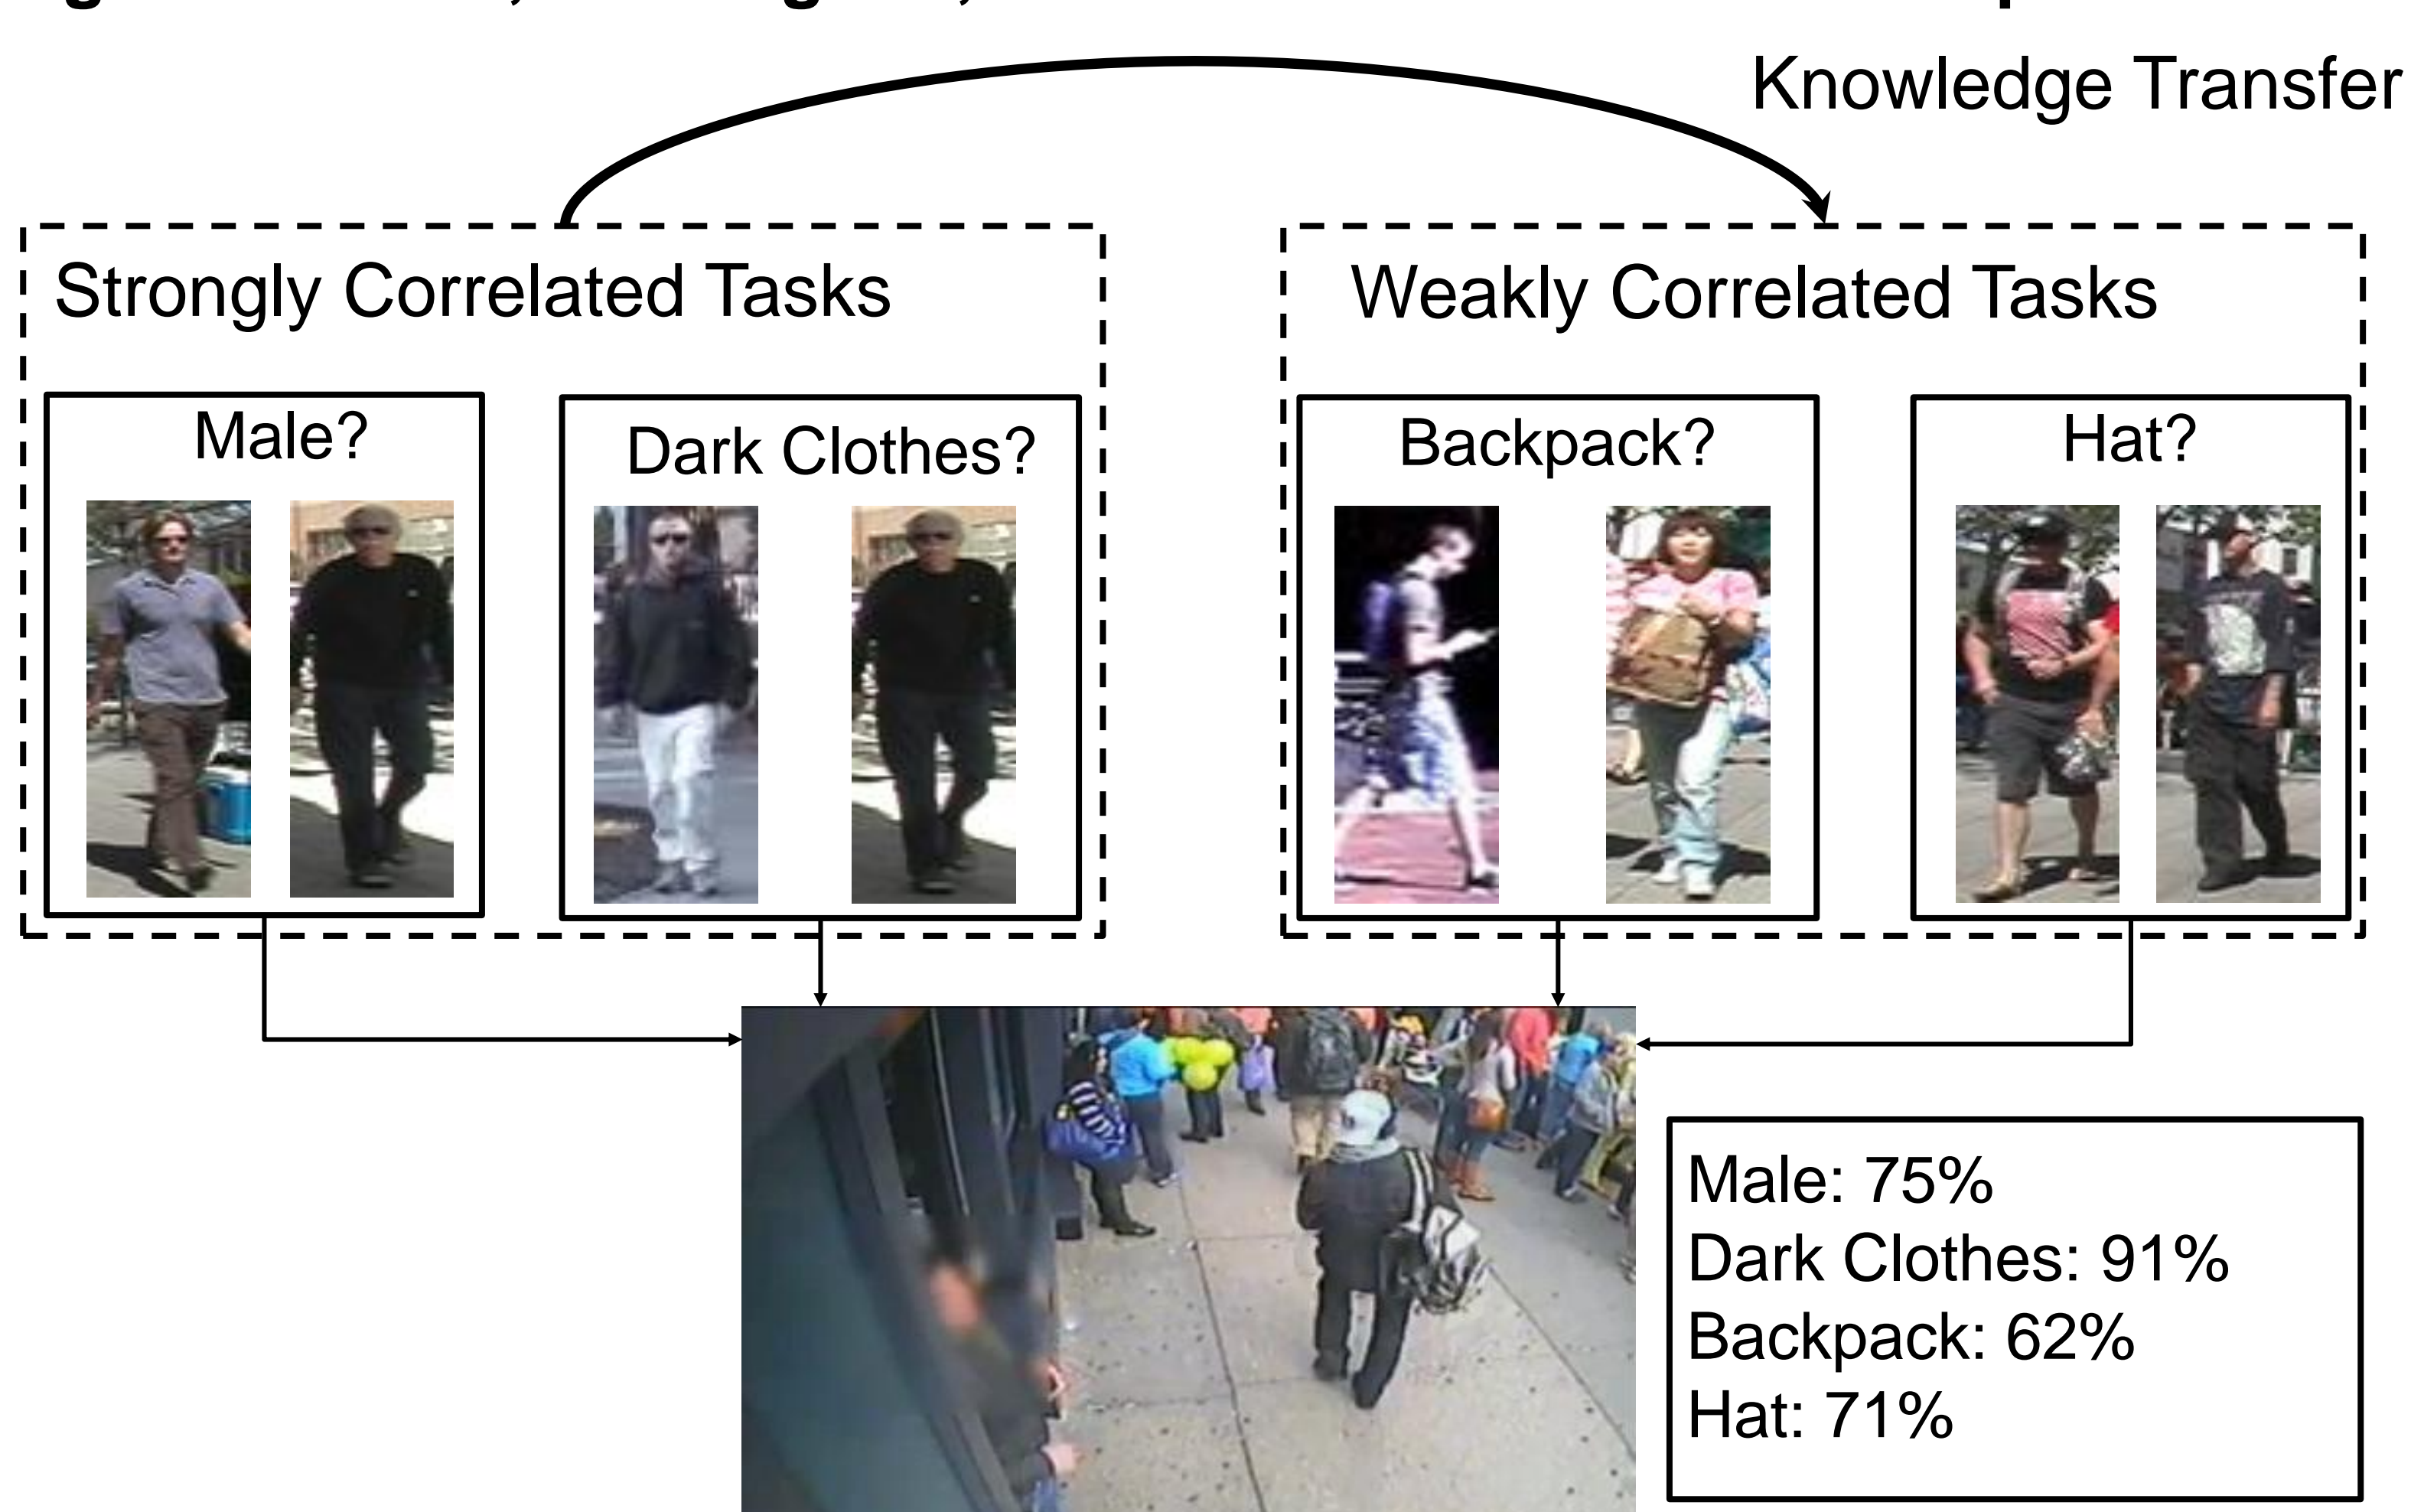 Knowledge Transfer
Strongly Correlated Tasks
Weakly Correlated Tasks
Male?
Dark Clothes?
Backpack?
Hat?
Male: 75%
Dark Clothes: 91%
Backpack: 62%
Hat: 71%